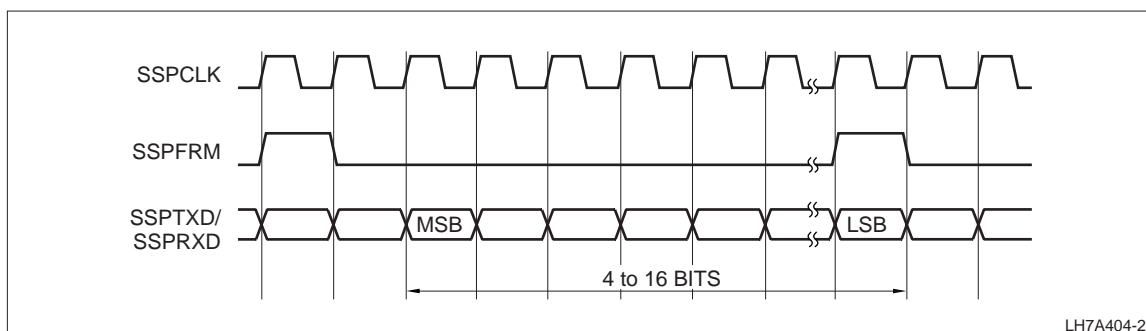 SSPCLK
SSPFRM
SSPTXD/
SSPRXD
MSB
LSB
4 to 16 BITS
LH7A404-2